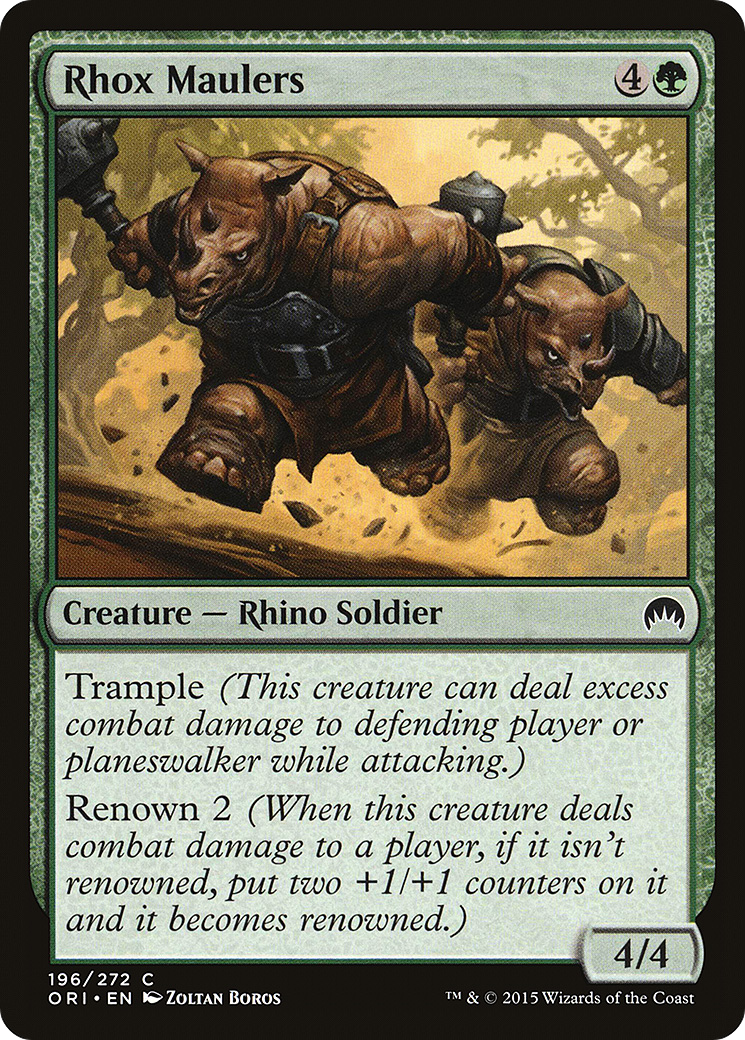 Rhox Maulers 4
Creature — Rhino Soldier
Trample (This creature can deal excess
combat damage to defending player or
planeswalker while attacking.)
Renown 2 (When this creature deals
combat damage to a player, if it isn't
renowned, put two +1/+1 counters on it
and it becomes renowned.)
4/4
196/272 C
ORI • EN Zoltan Boros
™ & © 2015 Wizards of the Coast